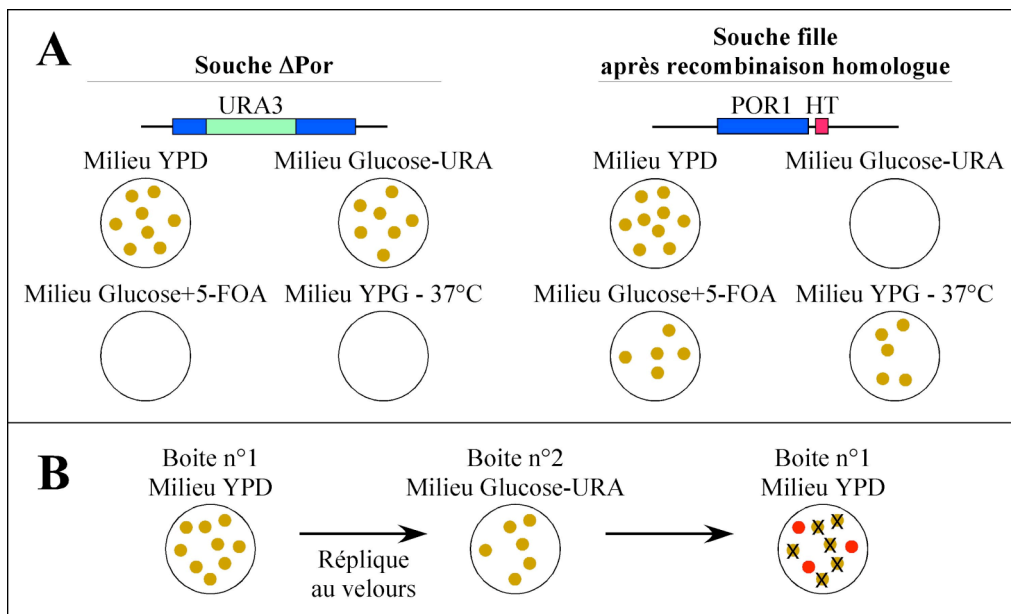 A
Souche ΔPor
URA3
Milieu YPD
Milieu Glucose-URA
Milieu Glucose+5-FOA
Milieu YPG - 37°C
Souche fille
après recombinaison homologue
POR1
HT
Milieu YPD
Milieu Glucose-URA
Milieu Glucose+5-FOA
Milieu YPG - 37°C
B
Boite n°1
Milieu YPD
Réplique
au velours
Boite n°2
Milieu Glucose-URA
Boite n°1
Milieu YPD